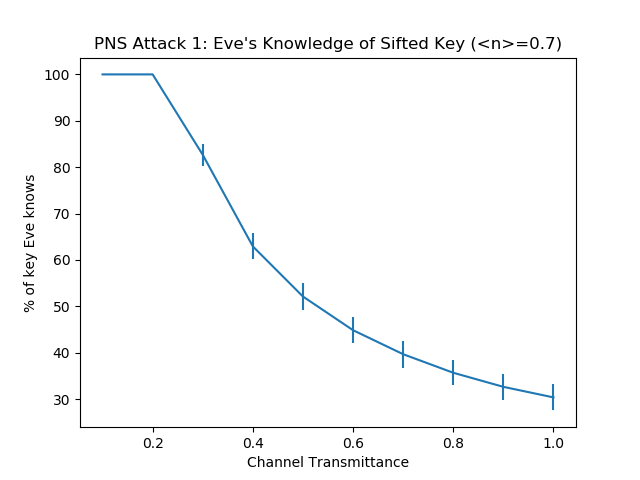 PNS Attack 1: Eve's Knowledge of Sifted Key (<n>=0.7)
100
90
80
70
60
50
40
30
% of key Eve knows
0.2 0.4 0.6 0.8 1.0
Channel Transmittance